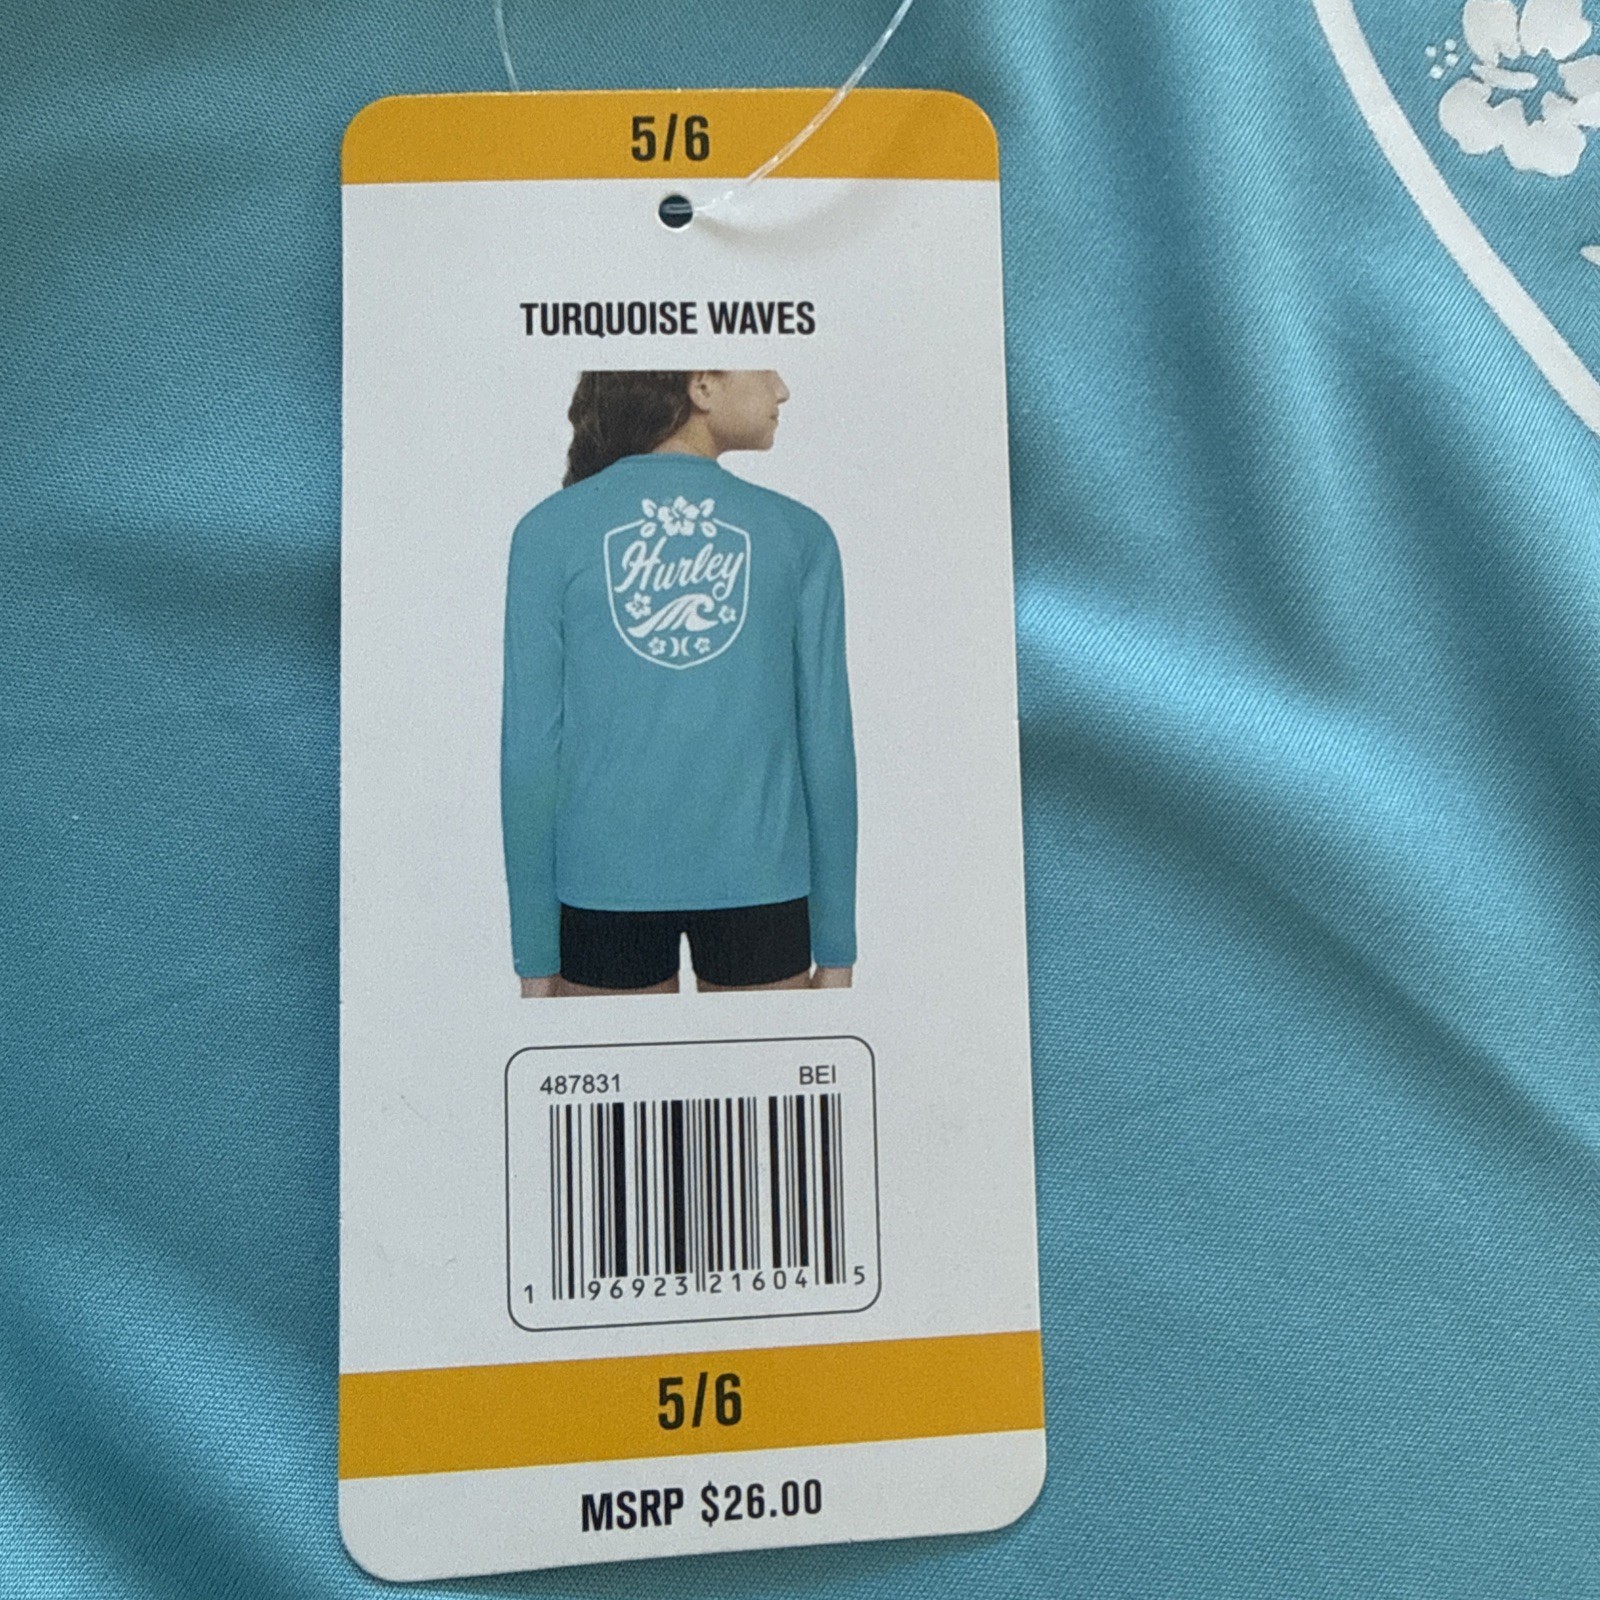 5/6
TURQUOISE WAVES
Hurley
487831 BEI
1 96923 21604 5
5/6
MSRP $26.00